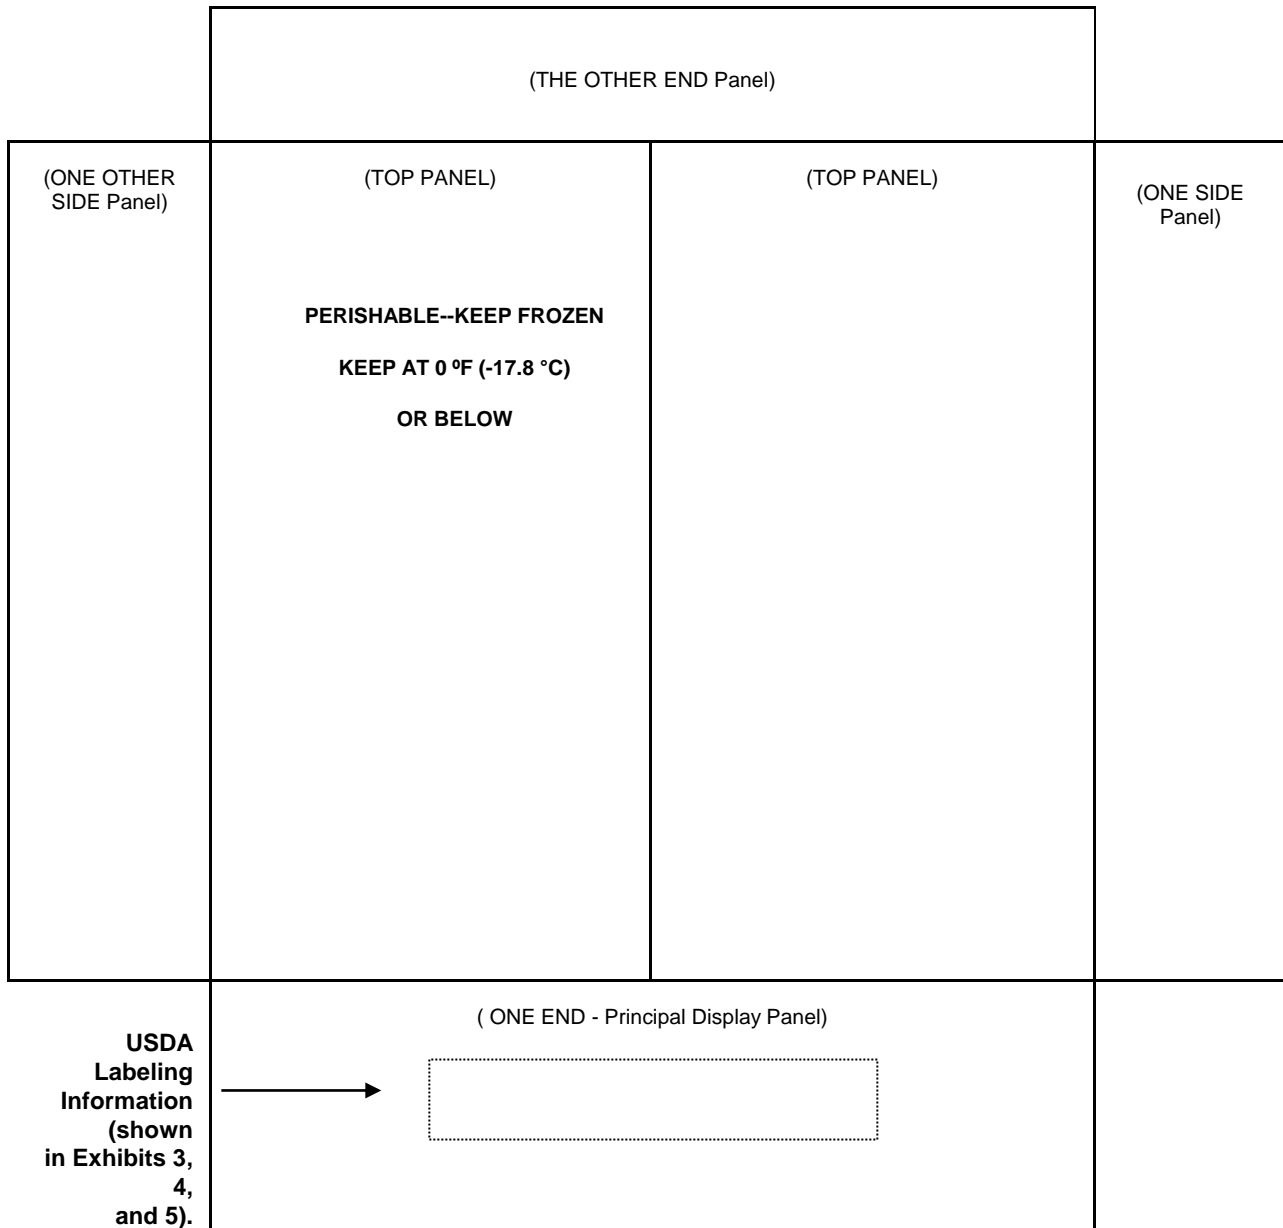 (THE OTHER END Panel)
(ONE OTHER
SIDE Panel)
(TOP PANEL)
(TOP PANEL)
(ONE SIDE
Panel)
PERISHABLE--KEEP FROZEN
KEEP AT 0 ºF (-17.8 °C)
OR BELOW
( ONE END - Principal Display Panel)
USDA
Labeling
Information
(shown
in Exhibits 3,
4,
and 5).